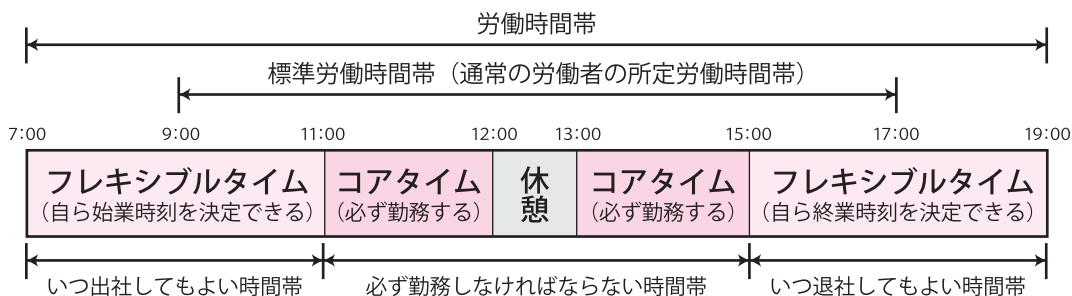 労働時間帯
標準労働時間帯（通常の労働者の所定労働時間帯）
7:00 9:00 11:00 12:00 13:00 15:00 17:00 19:00
フレキシブルタイム
（自ら始業時刻を決定できる）
コアタイム
（必ず勤務する）
休憩
コアタイム
（必ず勤務する）
フレキシブルタイム
（自ら終業時刻を決定できる）
いつ出社してもよい時間帯
必ず勤務しなければならない時間帯
いつ退社してもよい時間帯